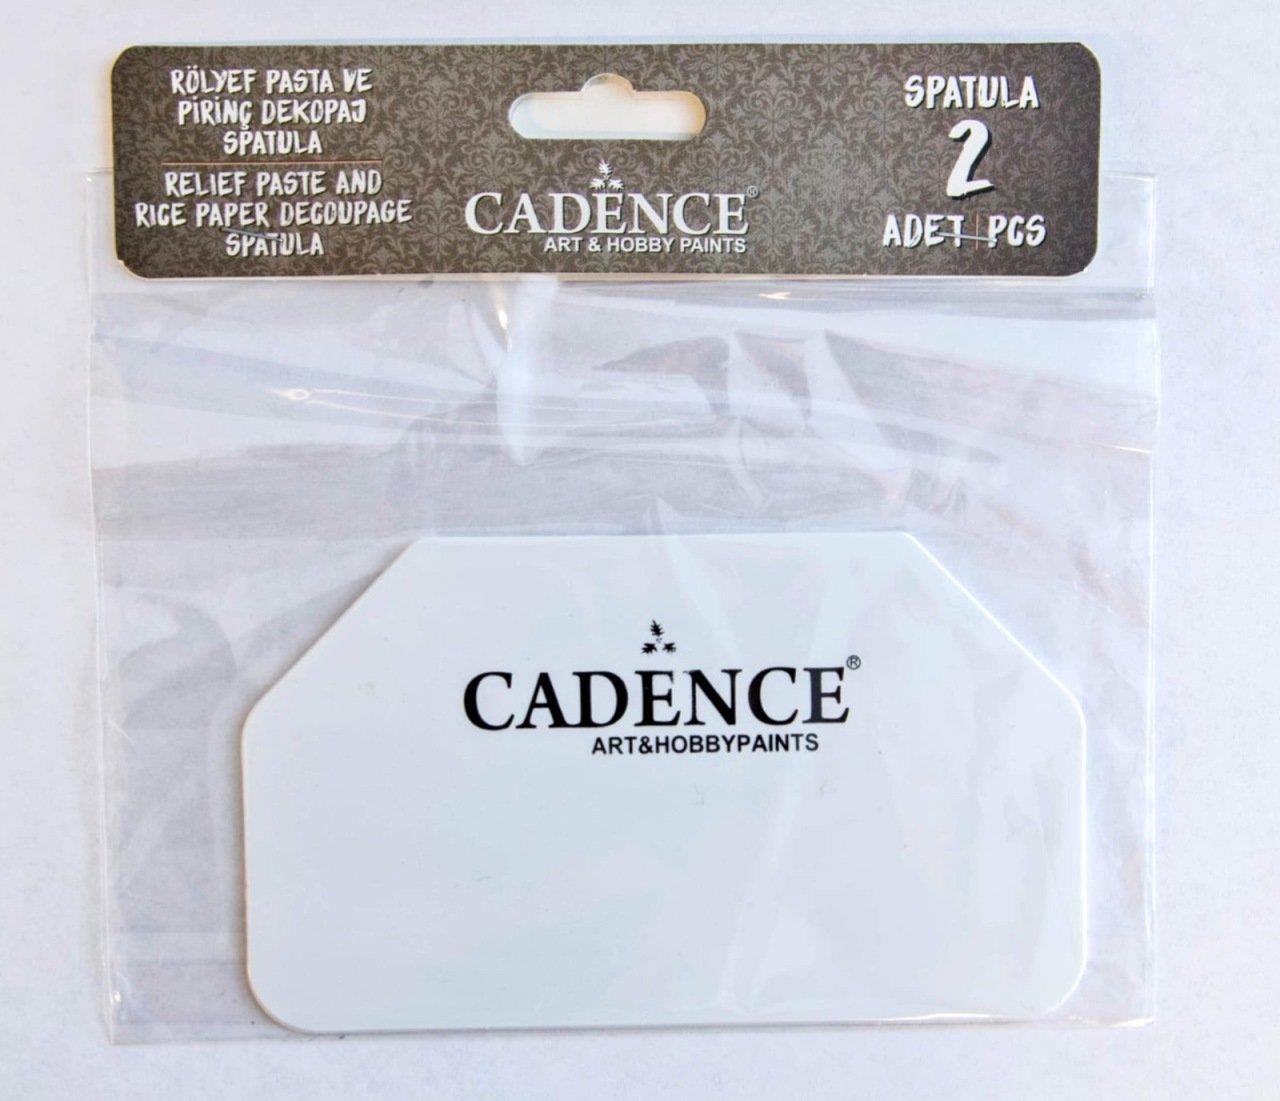 RÖLYEF PASTA VE
PİRİNÇ DEKOPAJ
SPATULA
RELIEF PASTE AND
RICE PAPER DECOUPAGE
SPATULA
CADENCE®
ART & HOBBY PAINTS
SPATULA
2
ADET PCS
CADENCE®
ART&HOBBYPAINTS